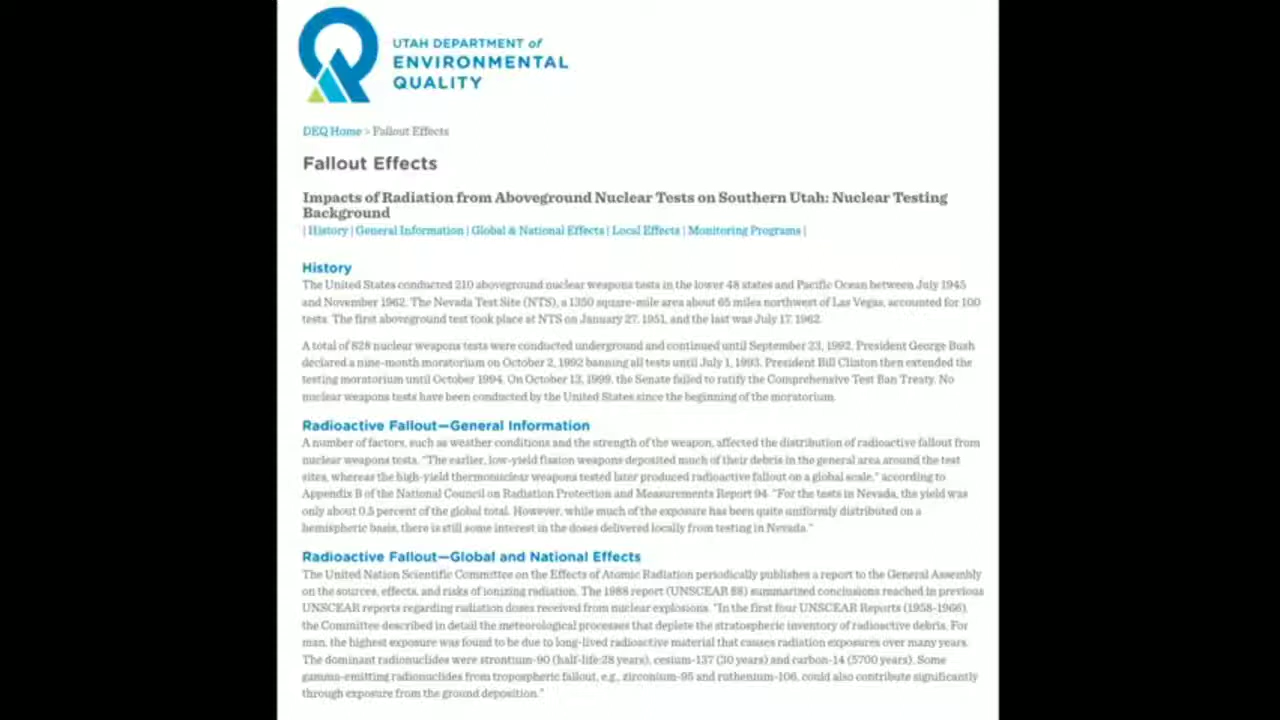 UTAH DEPARTMENT of
ENVIRONMENTAL
QUALITY
DEQ Home > Fallout Effects
Fallout Effects
Impacts of Radiation from Aboveground Nuclear Tests on Southern Utah: Nuclear Testing
Background
| History | General Information | Global & National Effects | Local Effects | Monitoring Programs |
History
The United States conducted 210 aboveground nuclear weapons tests in the lower 48 states and Pacific Ocean between July 1945
and November 1962. The Nevada Test Site (NTS), a 1350 square-mile area about 65 miles northwest of Las Vegas, accounted for 100
tests. The first aboveground test took place at NTS on January 27, 1951, and the last was July 17, 1962.
A total of 828 nuclear weapons tests were conducted underground and continued until September 23, 1992. President George Bush
declared a nine-month moratorium on October 2, 1992 banning all tests until July 1, 1993. President Bill Clinton then extended the
testing moratorium until October 1994. On October 13, 1999, the Senate failed to ratify the Comprehensive Test Ban Treaty. No
nuclear weapons tests have been conducted by the United States since the beginning of the moratorium.
Radioactive Fallout—General Information
A number of factors, such as weather conditions and the strength of the weapon, affected the distribution of radioactive fallout from
nuclear weapons tests. "The earlier, low-yield fission weapons deposited much of their debris in the general area around the test
sites, whereas the high-yield thermonuclear weapons tested later produced radioactive fallout on a global scale," according to
Appendix B of the National Council on Radiation Protection and Measurements Report 94. "For the tests in Nevada, the yield was
only about 0.5 percent of the global total. However, while much of the exposure has been quite uniformly distributed on a
hemispheric basis, there is still some interest in the doses delivered locally from testing in Nevada."
Radioactive Fallout—Global and National Effects
The United Nation Scientific Committee on the Effects of Atomic Radiation periodically publishes a report to the General Assembly
on the sources, effects, and risks of ionizing radiation. The 1988 report (UNSCEAR 88) summarized conclusions reached in previous
UNSCEAR reports regarding radiation doses received from nuclear explosions. "In the first four UNSCEAR Reports (1958-1966),
the Committee described in detail the meteorological processes that deplete the stratospheric inventory of radioactive debris. For
man, the highest exposure was found to be due to long-lived radioactive material that causes radiation exposures over many years.
The dominant radionuclides were strontium-90 (half-life:28 years), cesium-137 (30 years) and carbon-14 (5700 years). Some
gamma-emitting radionuclides from tropospheric fallout, e.g., zirconium-95 and ruthenium-106, could also contribute significantly
through exposure from the ground deposition."